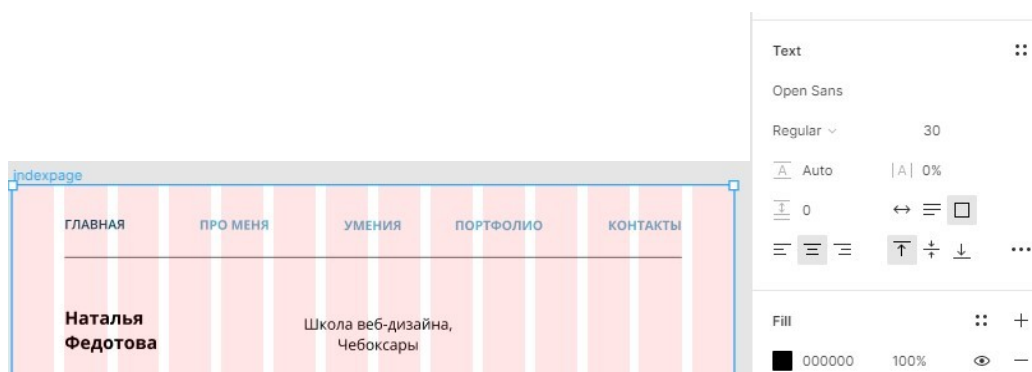 indexpage
ГЛАВНАЯ ПРО МЕНЯ УМЕНИЯ ПОРТФОЛИО КОНТАКТЫ
Наталья
Федотова
Школа веб-дизайна,
Чебоксары
Text
Open Sans
Regular 30
A Auto |A| 0%
0
Fill
000000 100%